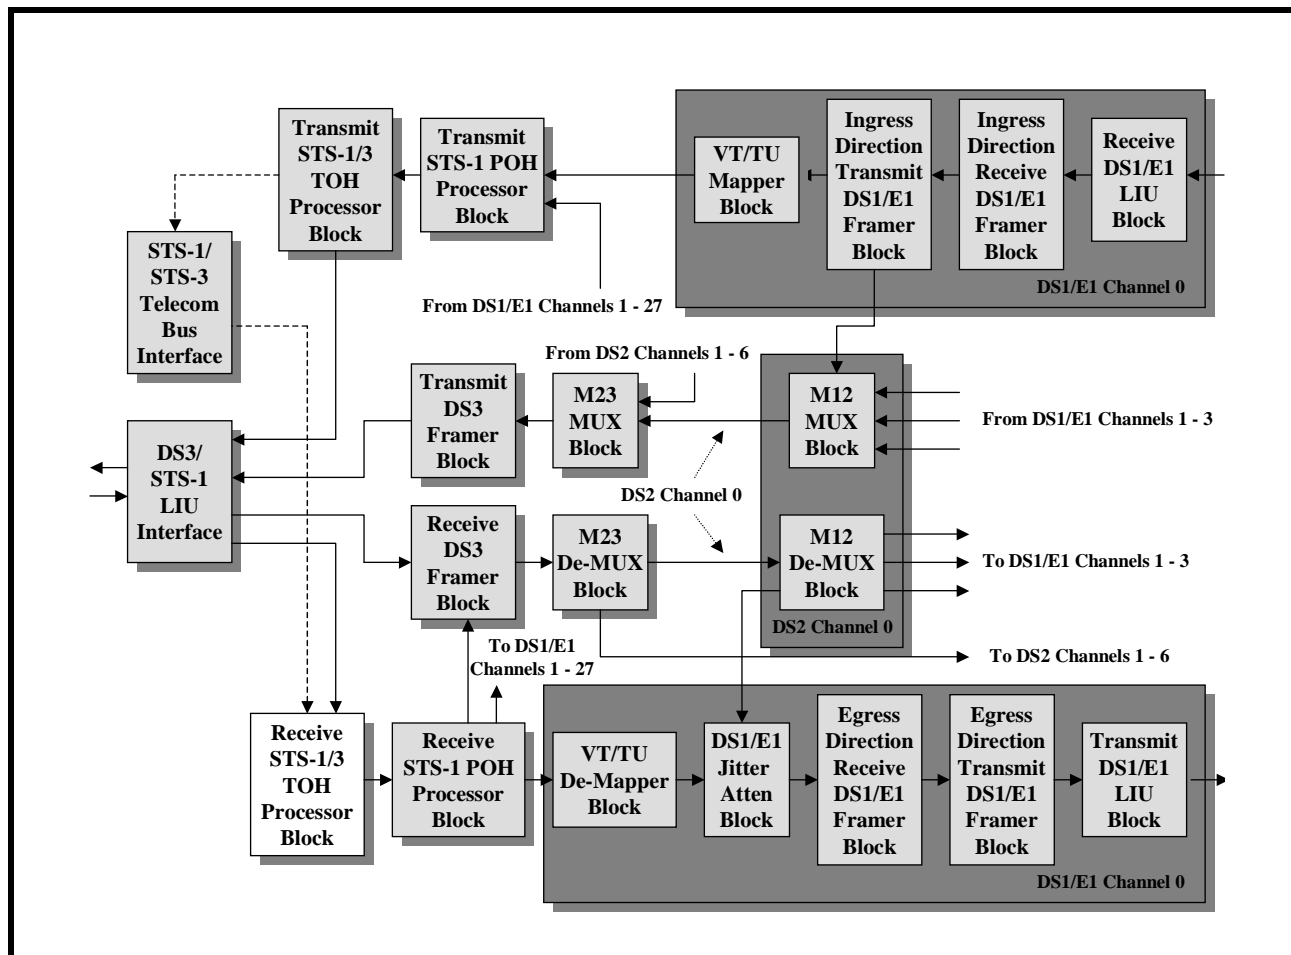 Transmit
STS-1/3
TOH
Processor
Block
Transmit
STS-1 POH
Processor
Block
VT/TU
Mapper
Block
Ingress
Direction
Transmit
DS1/E1
Framer
Block
Ingress
Direction
Receive
DS1/E1
Framer
Block
Receive
DS1/E1
LIU
Block
DS1/E1 Channel 0
STS-1/
STS-3
Telecom
Bus
Interface
From DS1/E1 Channels 1 - 27
From DS2 Channels 1 - 6
Transmit
DS3
Framer
Block
M23
MUX
Block
M12
MUX
Block
From DS1/E1 Channels 1 - 3
DS3/
STS-1
LIU
Interface
DS2 Channel 0
Receive
DS3
Framer
Block
M23
De-MUX
Block
M12
De-MUX
Block
To DS1/E1 Channels 1 - 3
DS2 Channel 0
To DS1/E1
Channels 1 - 27
To DS2 Channels 1 - 6
Receive
STS-1/3
TOH
Processor
Block
Receive
STS-1 POH
Processor
Block
VT/TU
De-Mapper
Block
DS1/E1
Jitter
Atten
Block
Egress
Direction
Receive
DS1/E1
Framer
Block
Egress
Direction
Transmit
DS1/E1
Framer
Block
Transmit
DS1/E1
LIU
Block
DS1/E1 Channel 0